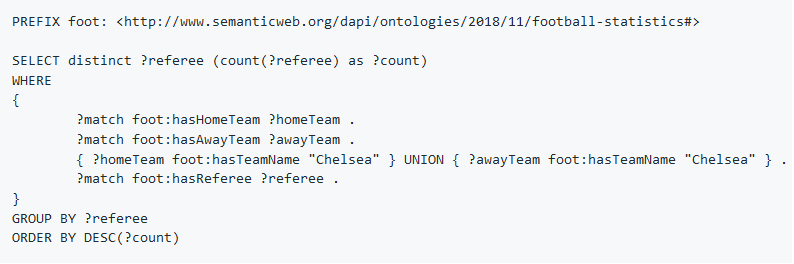 PREFIX foot: <http://www.semanticweb.org/dapi/ontologies/2018/11/football-statistics#>
SELECT distinct ?referee (count(?referee) as ?count)
WHERE
{
?match foot:hasHomeTeam ?homeTeam .
?match foot:hasAwayTeam ?awayTeam .
{ ?homeTeam foot:hasTeamName "Chelsea" } UNION { ?awayTeam foot:hasTeamName "Chelsea" } .
?match foot:hasReferee ?referee .
}
GROUP BY ?referee
ORDER BY DESC(?count)